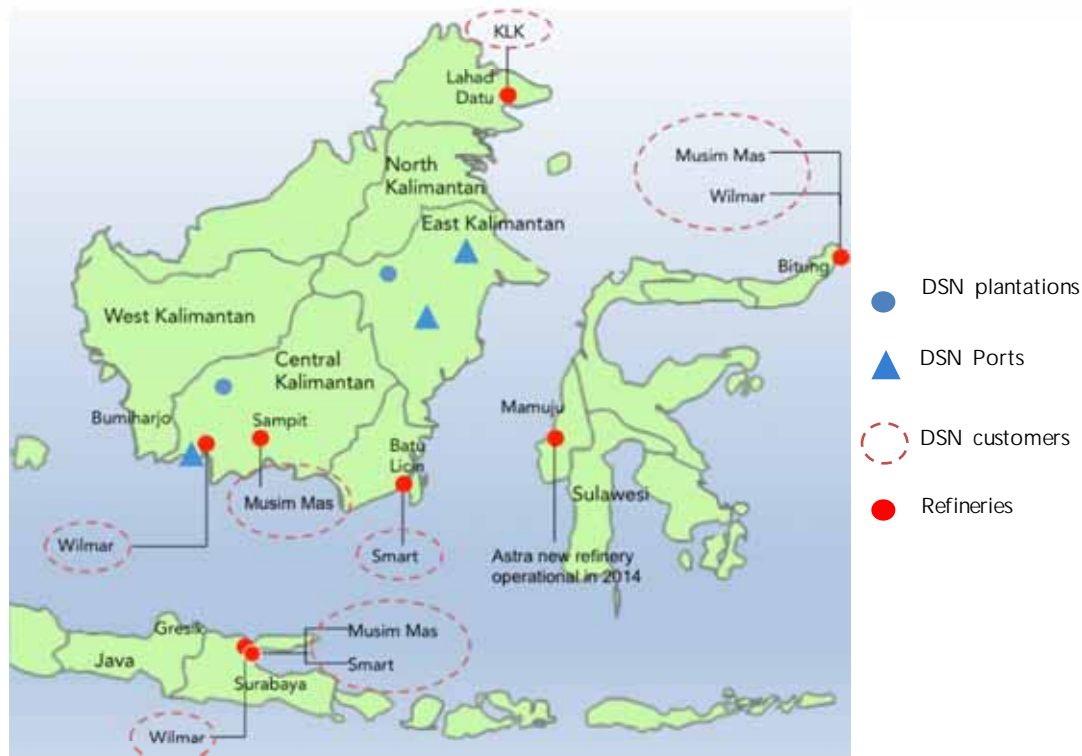 KLK
Lahad
Datu
Musim Mas
Wilmar
North
Kalimantan
East Kalimantan
Bitung
DSN plantations
West Kalimantan
DSN Ports
Central
Kalimantan
Mamuju
Bumiharjo
Sampit
Batu
Licin
DSN customers
Sulawesi
Musim Mas
Refineries
Wilmar
Smart
Astra new refinery
operational in 2014
Gresik
Musim Mas
Java
Smart
Surabaya
Wilmar